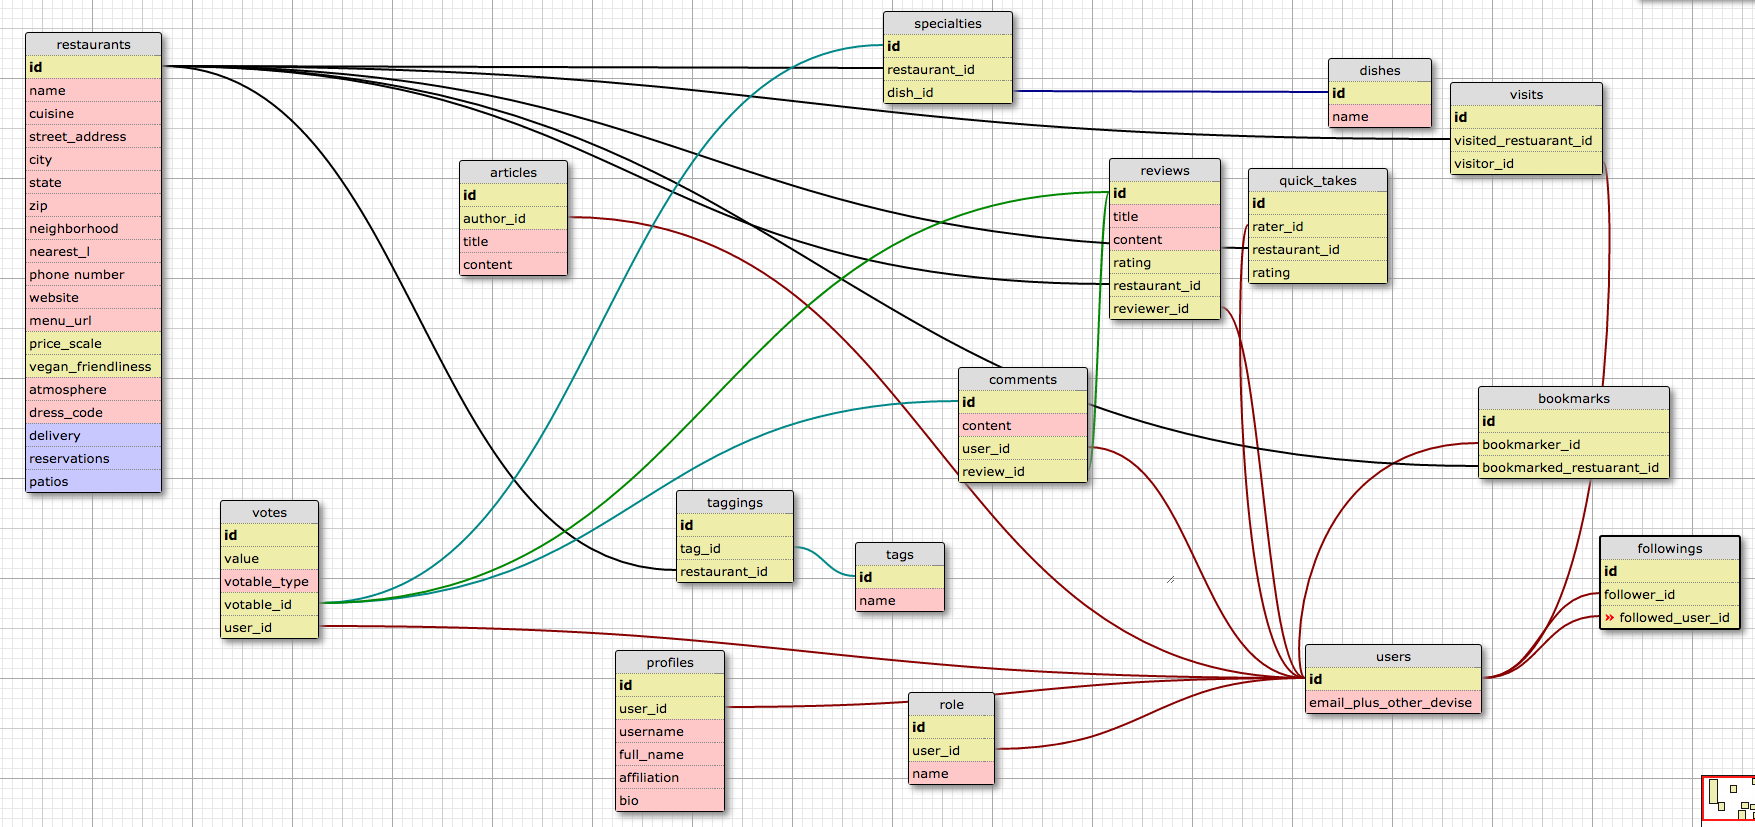 restaurants
id
name
cuisine
street_address
city
state
zip
neighborhood
nearest_l
phone number
website
menu_url
price_scale
vegan_friendliness
atmosphere
dress_code
delivery
reservations
patios
specialties
id
restaurant_id
dish_id
dishes
id
name
visits
id
visited_restuarant_id
visitor_id
articles
id
author_id
title
content
reviews
id
title
content
rating
restaurant_id
reviewer_id
quick_takes
id
rater_id
restaurant_id
rating
comments
id
content
user_id
review_id
bookmarks
id
bookmarker_id
bookmarked_restuarant_id
votes
id
value
votable_type
votable_id
user_id
taggings
id
tag_id
restaurant_id
tags
id
name
followings
id
follower_id
» followed_user_id
profiles
id
user_id
username
full_name
affiliation
bio
role
id
user_id
name
users
id
email_plus_other_devise